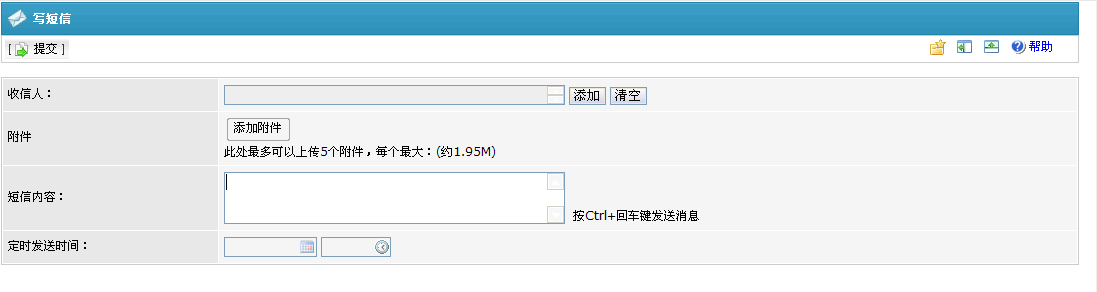 写短信
[ 提交 ]
帮助
收信人：
添加 清空
附件
添加附件
此处最多可以上传5个附件，每个最大：(约1.95M)
短信内容：
按Ctrl+回车键发送消息
定时发送时间：